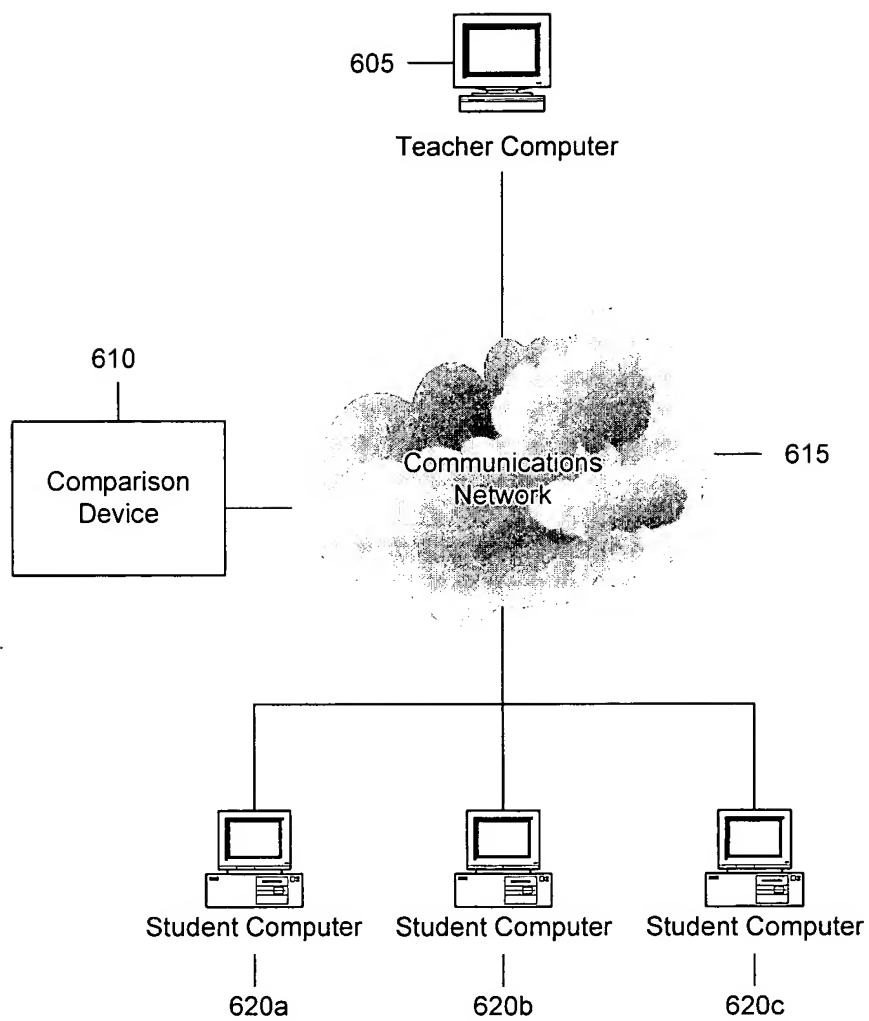 605
Teacher Computer
610
Comparison
Device
Communications
Network
615
Student Computer
Student Computer
Student Computer
620a
620b
620c